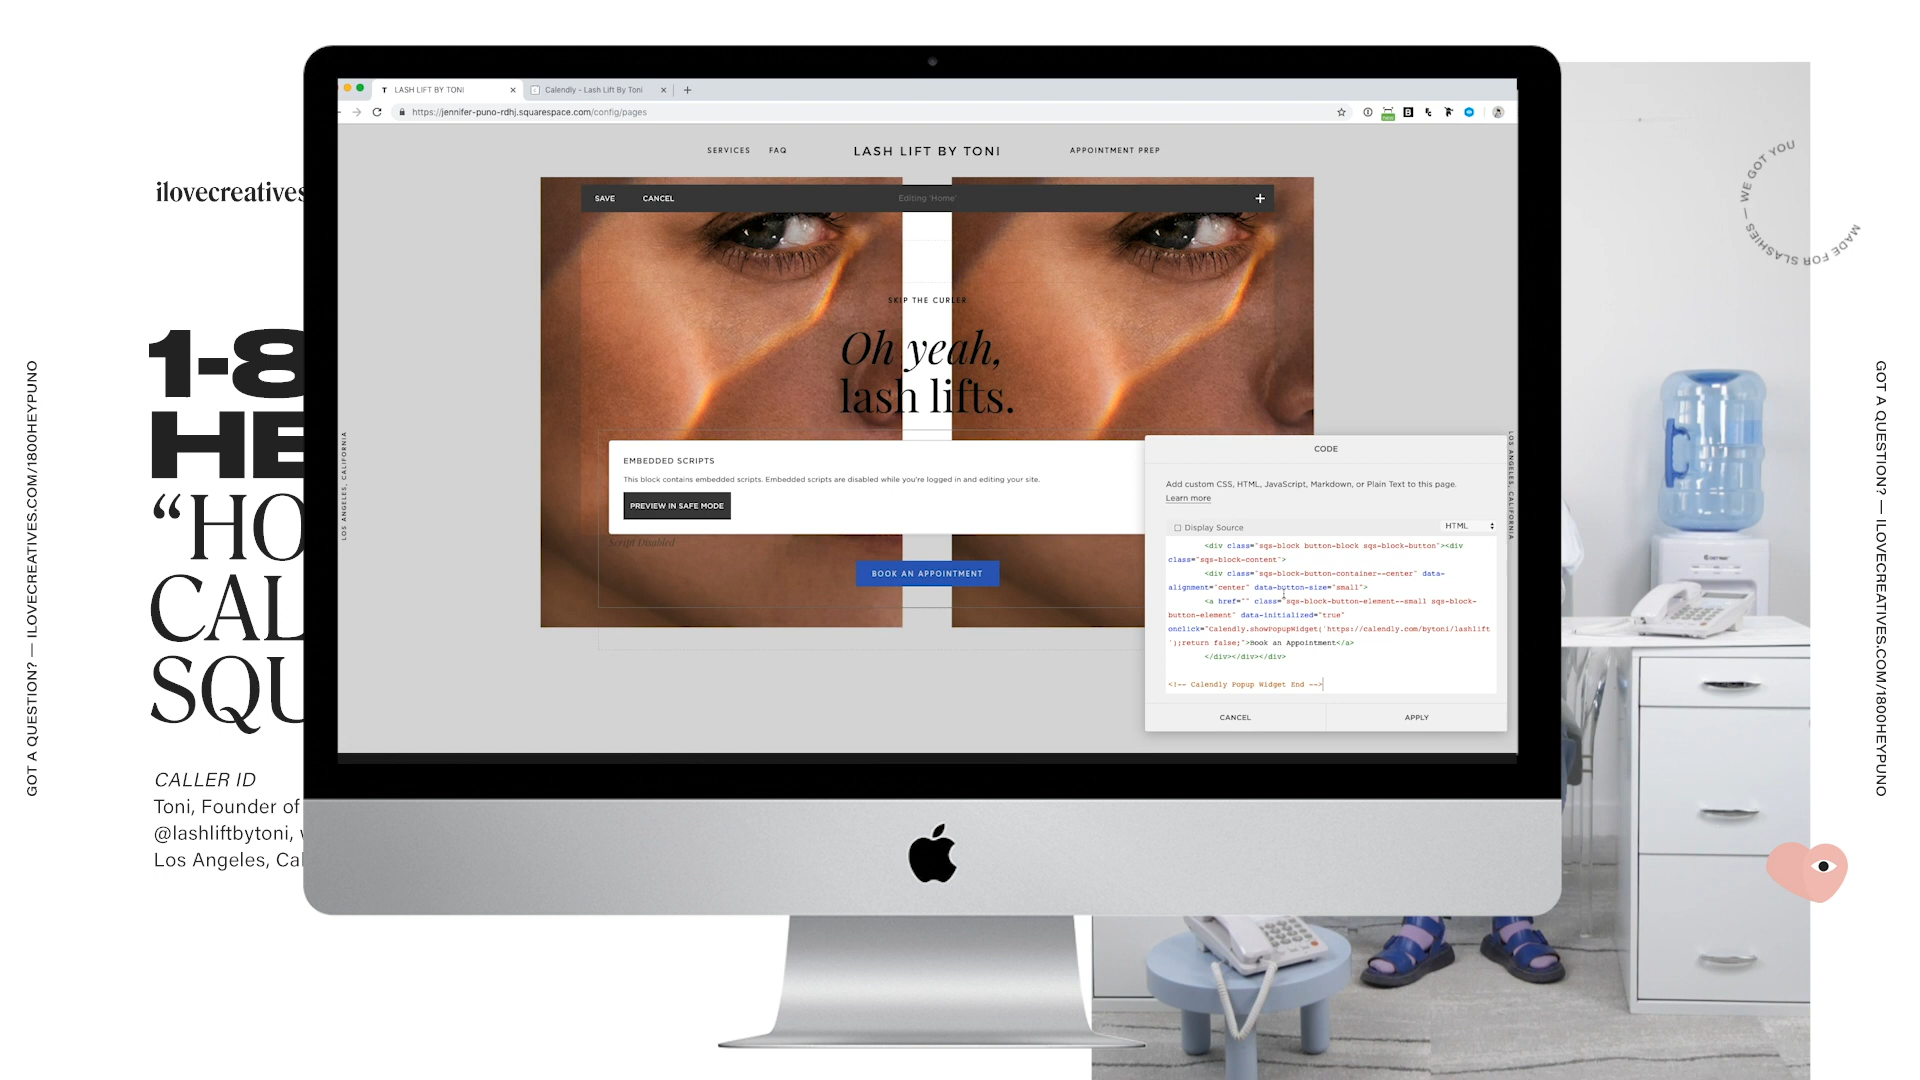 LASH LIFT BY TONI
Calendly - Lash Lift By Toni
https://jennifer-puno-rdhj.squarespace.com/config/pages
SERVICES
FAQ
LASH LIFT BY TONI
APPOINTMENT PREP
SAVE
CANCEL
Editing 'Home'
SKIP THE CURLER
Oh yeah,
lash lifts.
EMBEDDED SCRIPTS
This block contains embedded scripts. Embedded scripts are disabled while you're logged in and editing your site.
PREVIEW IN SAFE MODE
Script Disabled
BOOK AN APPOINTMENT
LOS ANGELES, CALIFORNIA
LOS ANGELES, CALIFORNIA
CODE
Add custom CSS, HTML, JavaScript, Markdown, or Plain Text to this page.
Learn more
Display Source
HTML
<div class="sqs-block button-block sqs-block-button"><div
class="sqs-block-content">
<div class="sqs-block-button-container--center" data-
alignment="center" data-button-size="small">
<a href="" class="sqs-block-button-element--small sqs-block-
button-element" data-initialized="true"
onclick="Calendly.showPopupWidget('https://calendly.com/bytoni/lashlift
');return false;">Book an Appointment</a>
</div></div></div>
<!-- Calendly Popup Widget End -->
CANCEL
APPLY
ilovecreatives
1-8
HE
"HO
CAL
SQU
CALLER ID
Toni, Founder of
@lashliftbytoni,
Los Angeles, Cal
GOT A QUESTION? — ILOVECREATIVES.COM/1800HEYPUNO
GOT A QUESTION? — ILOVECREATIVES.COM/1800HEYPUNO
MADE FOR SLASHIES — WE GOT YOU